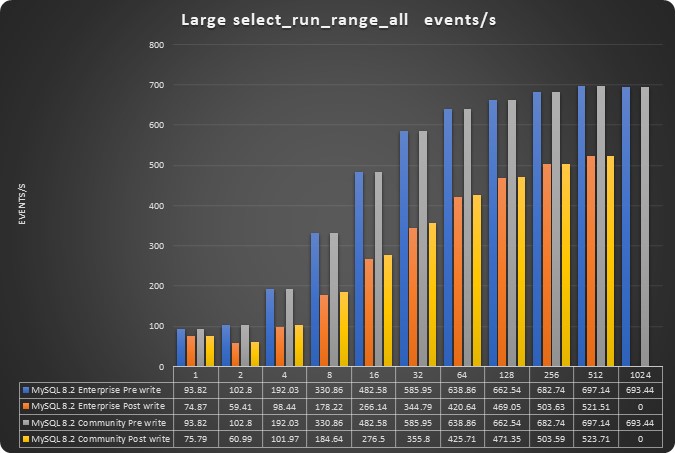 Large select_run_range_all events/s
800
700
600
500
400
300
200
100
0
EVENTS/S
1 2 4 8 16 32 64 128 256 512 1024
MySQL 8.2 Enterprise Pre write 93.82 102.8 192.03 330.86 482.58 585.95 638.86 662.54 682.74 697.14 693.44
MySQL 8.2 Enterprise Post write 74.87 59.41 98.44 178.22 266.14 344.79 420.64 469.05 503.63 521.51 0
MySQL 8.2 Community Pre write 93.82 102.8 192.03 330.86 482.58 585.95 638.86 662.54 682.74 697.14 693.44
MySQL 8.2 Community Post write 75.79 60.99 101.97 184.64 276.5 355.8 425.71 471.35 503.59 523.71 0